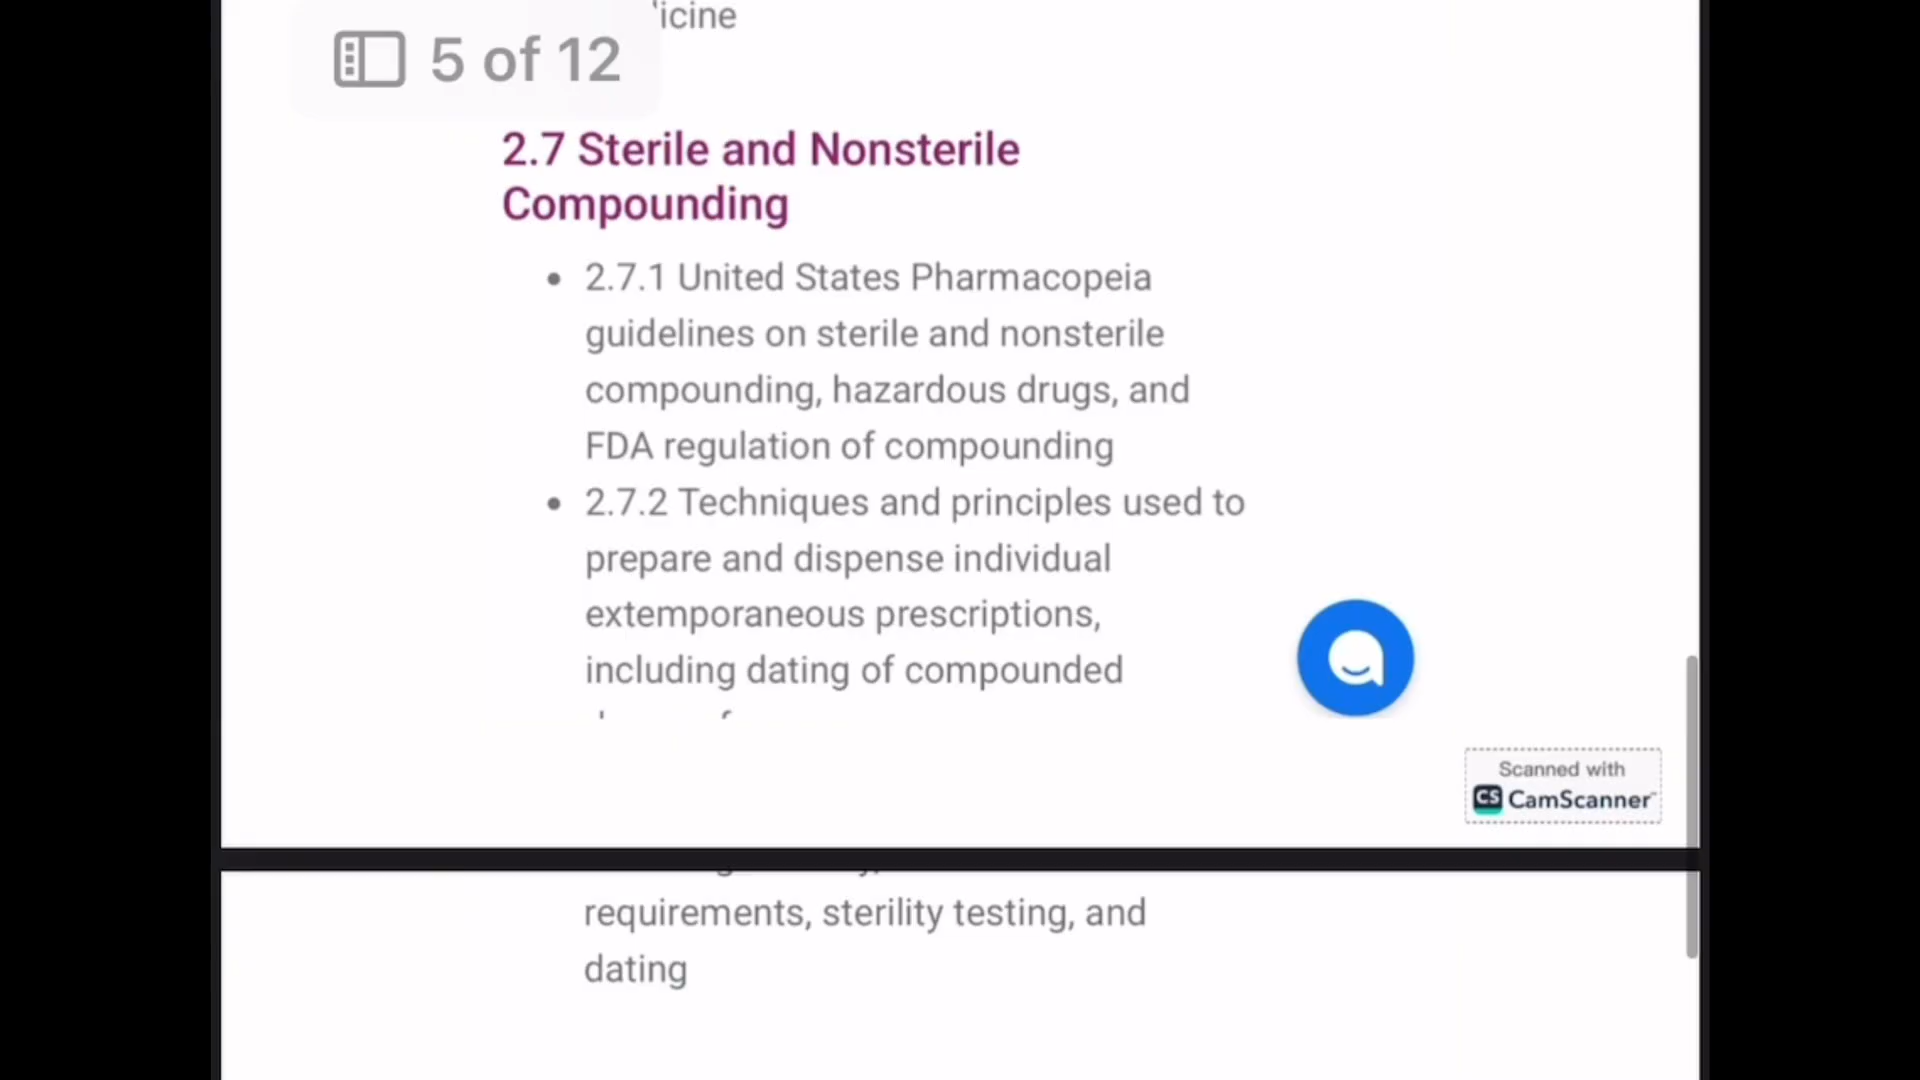 icine
5 of 12
2.7 Sterile and Nonsterile
Compounding
• 2.7.1 United States Pharmacopeia
guidelines on sterile and nonsterile
compounding, hazardous drugs, and
FDA regulation of compounding
• 2.7.2 Techniques and principles used to
prepare and dispense individual
extemporaneous prescriptions,
including dating of compounded
Scanned with
CS CamScanner
requirements, sterility testing, and
dating